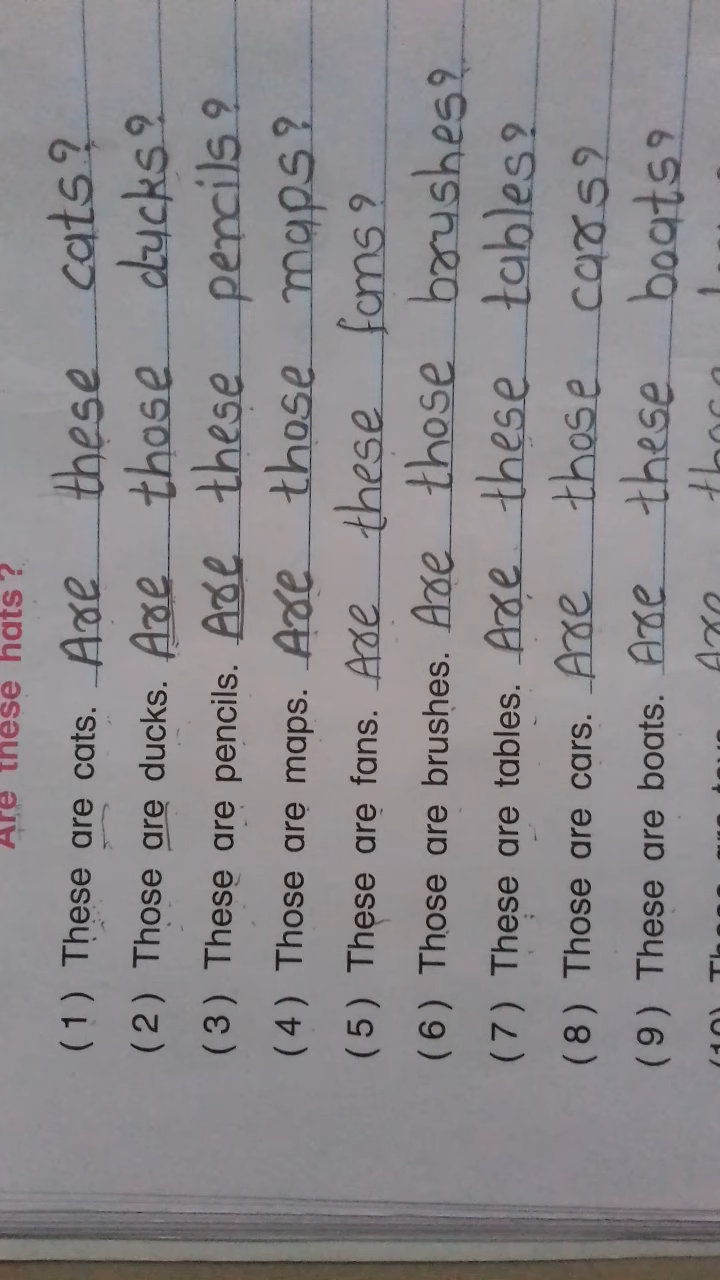 Are these hats?
(1) These are cats. Are these cats?
(2) Those are ducks. Are those ducks?
(3) These are pencils. Are these pencils?
(4) Those are maps. Are those maps?
(5) These are fans. Are these fans?
(6) Those are brushes. Are those brushes?
(7) These are tables. Are these tables?
(8) Those are cars. Are those cars?
(9) These are boats. Are these boats?
(10)